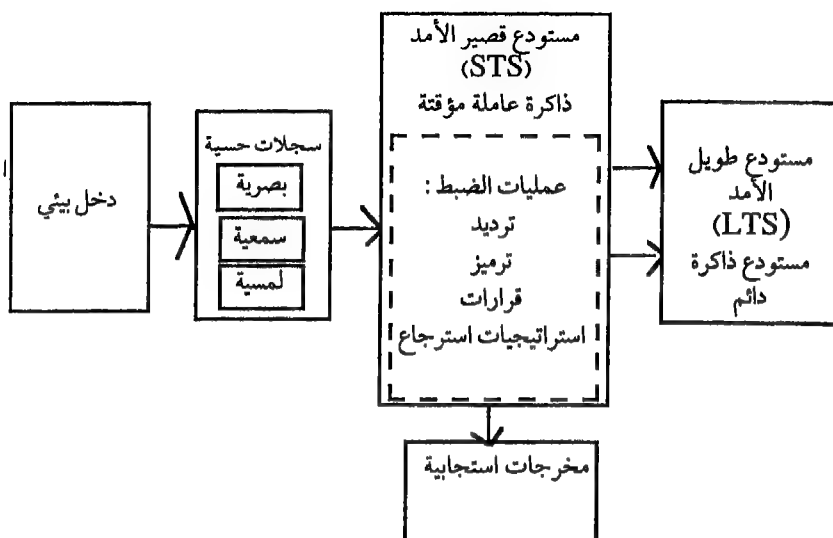 دخل بيئي
سجلات حسية
بصرية
سمعية
لمسية
مستودع قصير الأمد
(STS)
ذاكرة عاملة مؤقتة
عمليات الضبط :
ترديد
ترميز
قرارات
استراتيجيات استرجاع
مستودع طويل
الأمد
(LTS)
مستودع ذاكرة
دائم
مخرجات استجابية